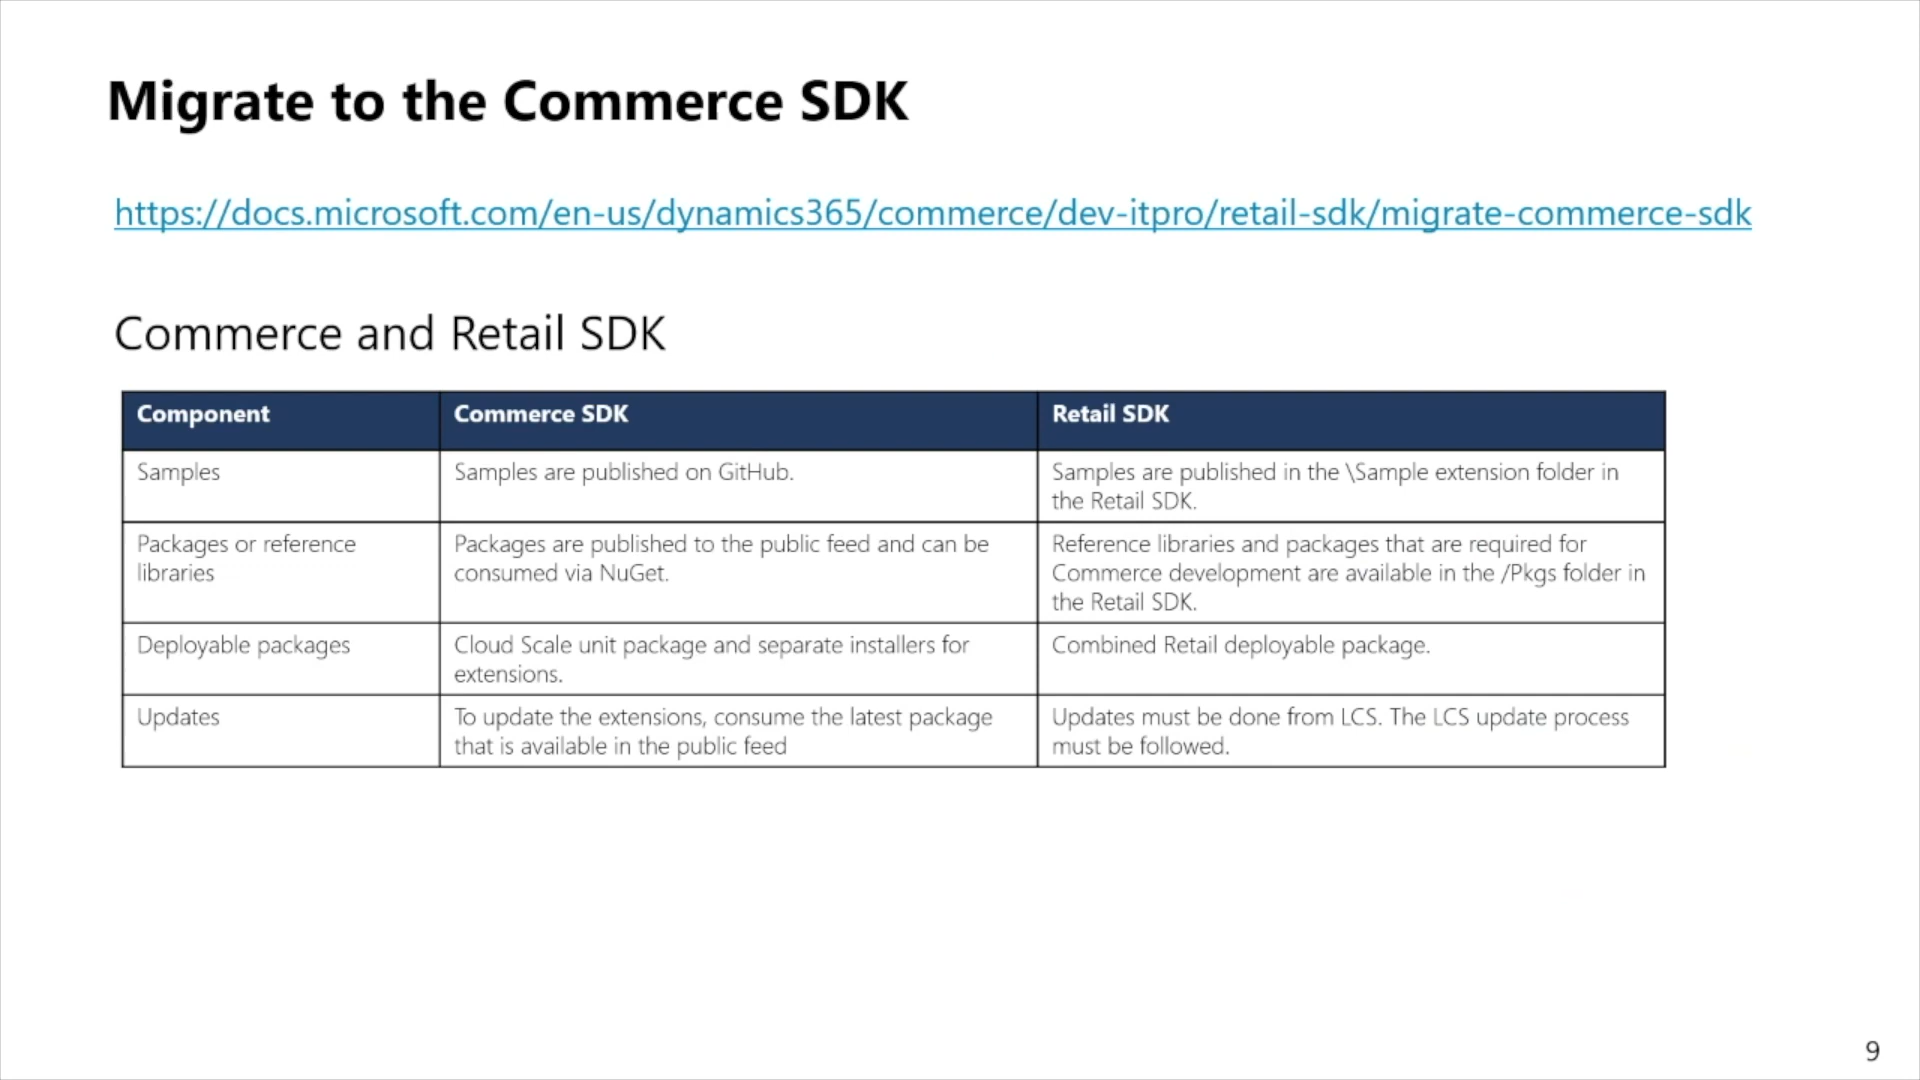 Migrate to the Commerce SDK
https://docs.microsoft.com/en-us/dynamics365/commerce/dev-itpro/retail-sdk/migrate-commerce-sdk
Commerce and Retail SDK
Component
Commerce SDK
Retail SDK
Samples
Samples are published on GitHub.
Samples are published in the \Sample extension folder in
the Retail SDK.
Packages or reference
libraries
Packages are published to the public feed and can be
consumed via NuGet.
Reference libraries and packages that are required for
Commerce development are available in the /Pkgs folder in
the Retail SDK.
Deployable packages
Cloud Scale unit package and separate installers for
extensions.
Combined Retail deployable package.
Updates
To update the extensions, consume the latest package
that is available in the public feed
Updates must be done from LCS. The LCS update process
must be followed.
9